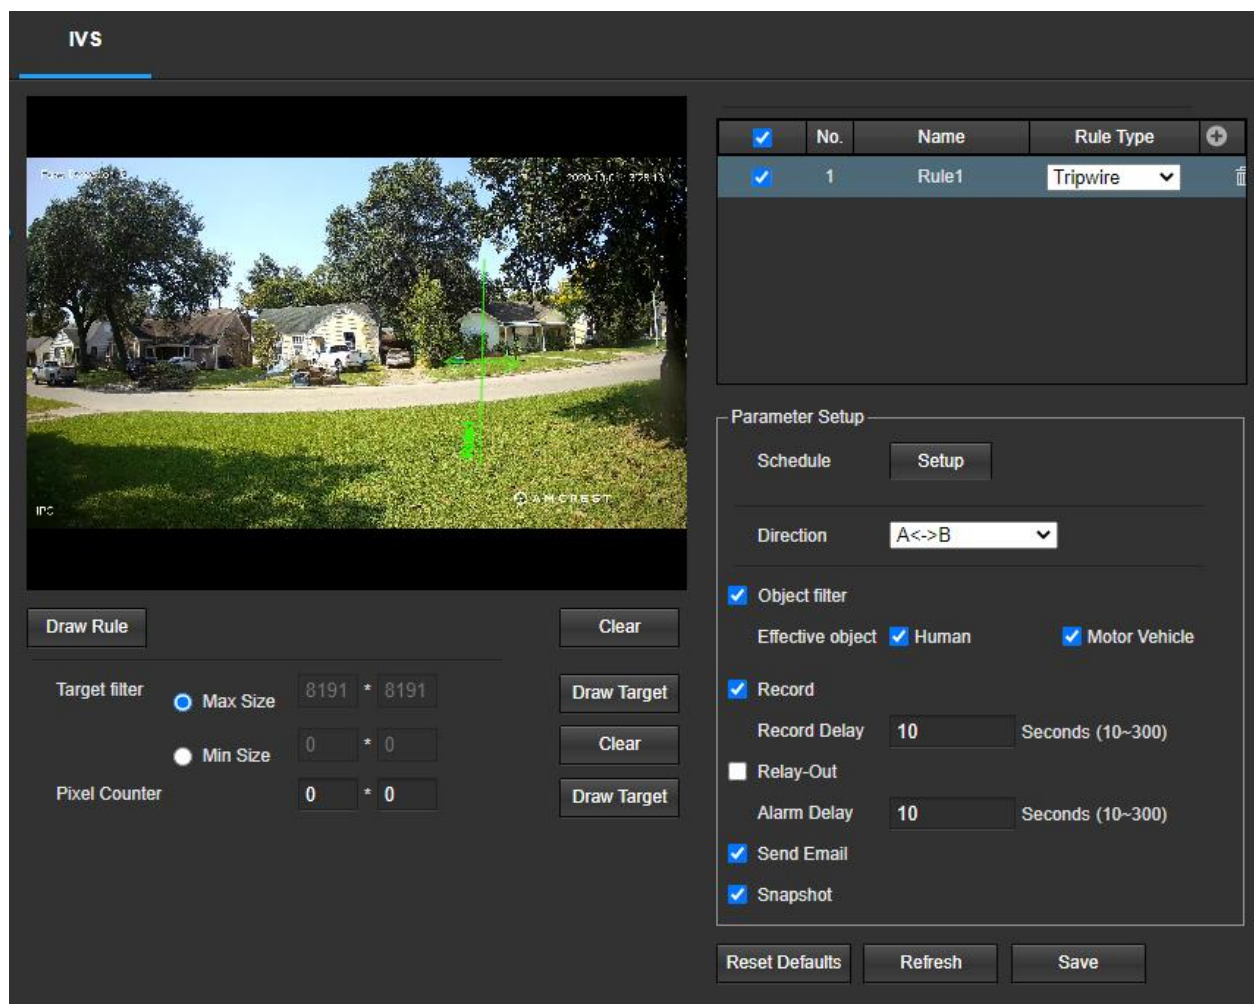 IVS
AMCREST
IPC
Draw Rule
Clear
Target filter
Max Size
8191 * 8191
Draw Target
Min Size
0 * 0
Clear
Pixel Counter
0 * 0
Draw Target
No. Name Rule Type
1 Rule1 Tripwire
Parameter Setup
Schedule Setup
Direction A<->B
Object filter
Effective object Human Motor Vehicle
Record
Record Delay 10 Seconds (10~300)
Relay-Out
Alarm Delay 10 Seconds (10~300)
Send Email
Snapshot
Reset Defaults Refresh Save